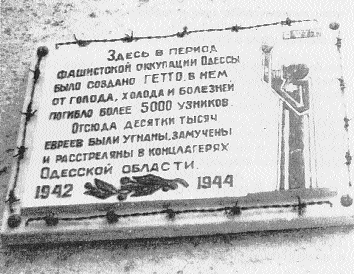 ЗДЕСЬ В ПЕРИОД
ФАШИСТСКОЙ ОККУПАЦИИ ОДЕССЫ
БЫЛО СОЗДАНО ГЕТТО. В НЕМ
ОТ ГОЛОДА, ХОЛОДА И БОЛЕЗНЕЙ
ПОГИБЛО БОЛЕЕ 5000 УЗНИКОВ.
ОТСЮДА ДЕСЯТКИ ТЫСЯЧ
ЕВРЕЕВ БЫЛИ УГНАНЫ, ЗАМУЧЕНЫ
И РАССТРЕЛЯНЫ В КОНЦЛАГЕРЯХ
ОДЕССКОЙ ОБЛАСТИ
1942 1944